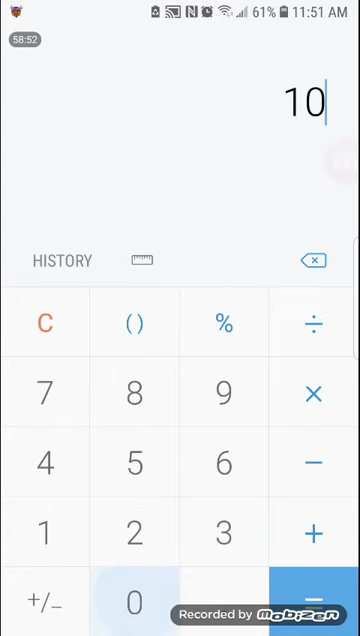 61% 11:51 AM
58:52
10
HISTORY
C () % ÷
7 8 9 ×
4 5 6 −
1 2 3 +
+/− 0 =
Recorded by mobizen